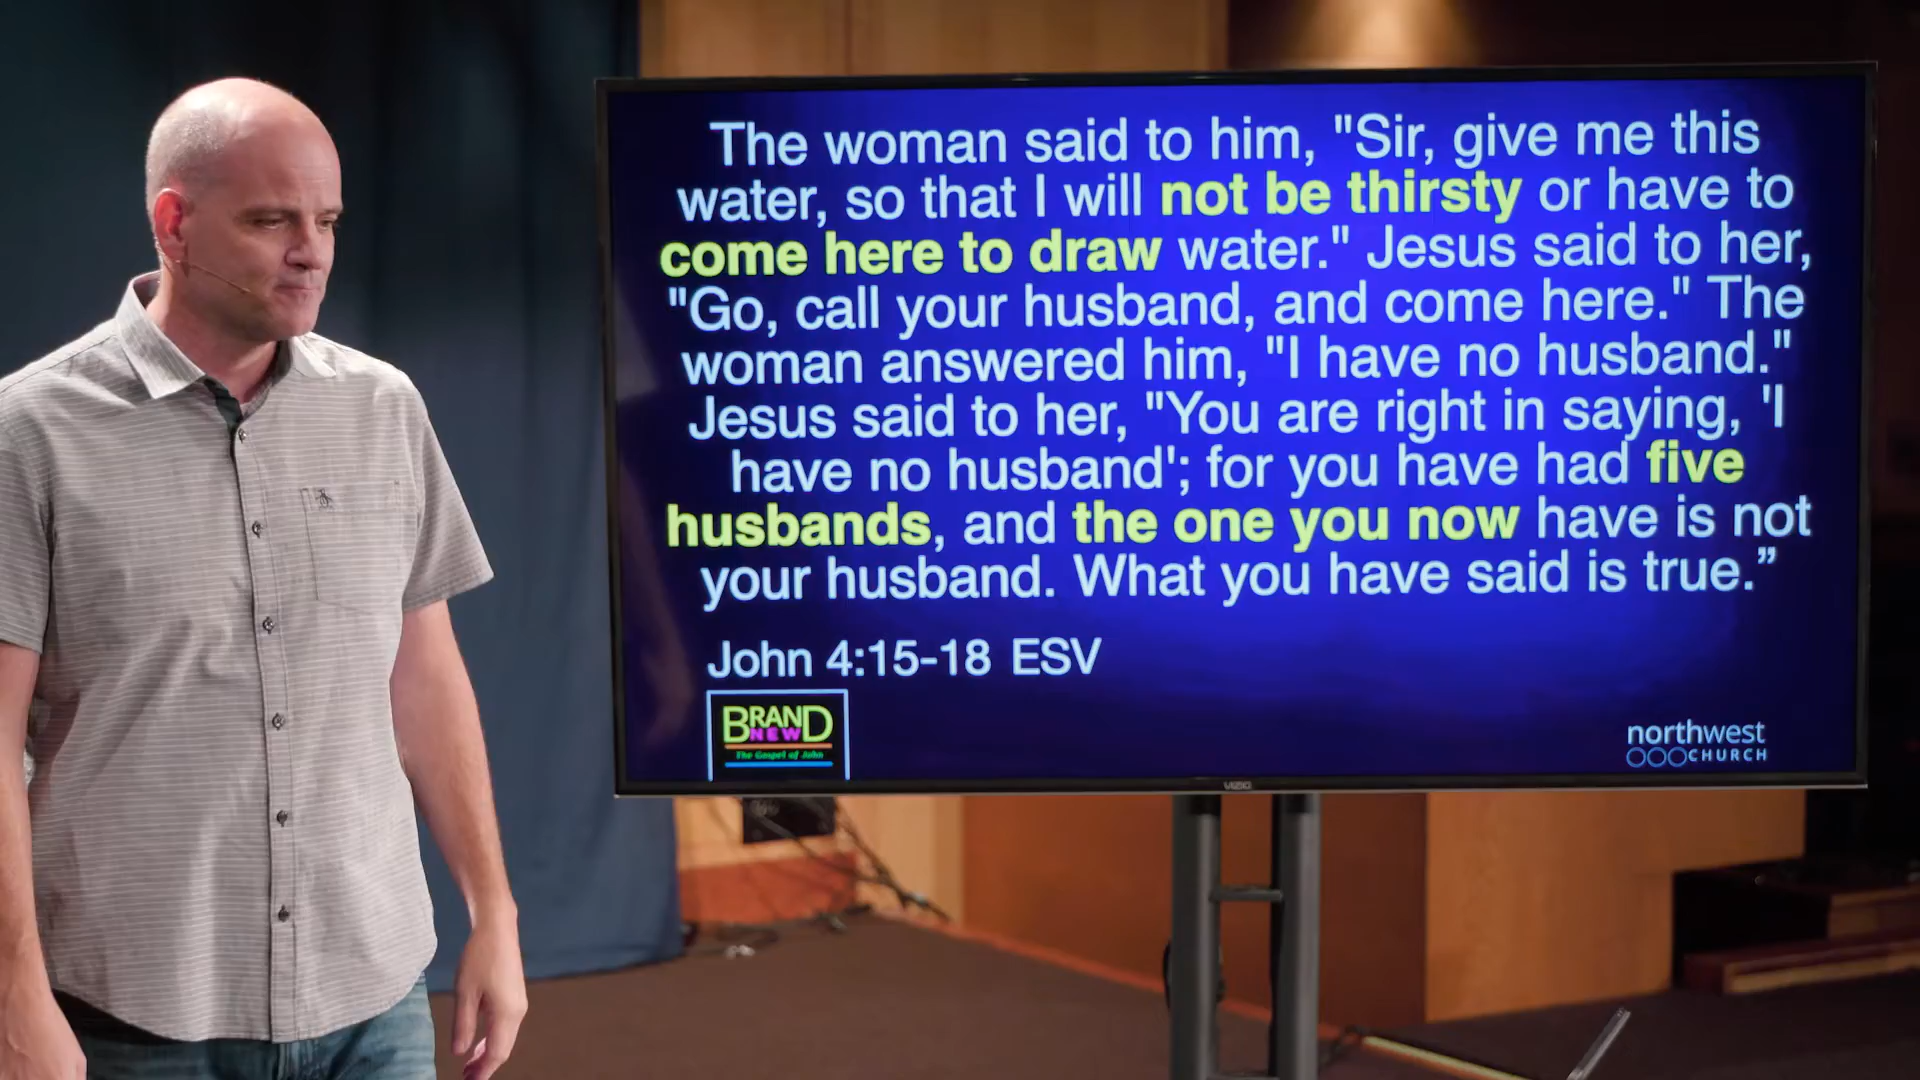 The woman said to him, "Sir, give me this
water, so that I will not be thirsty or have to
come here to draw water." Jesus said to her,
"Go, call your husband, and come here." The
woman answered him, "I have no husband."
Jesus said to her, "You are right in saying, 'I
have no husband'; for you have had five
husbands, and the one you now have is not
your husband. What you have said is true.”
John 4:15-18 ESV
BRAND
NEW
The Gospel of John
northwest
CHURCH
VIZIO